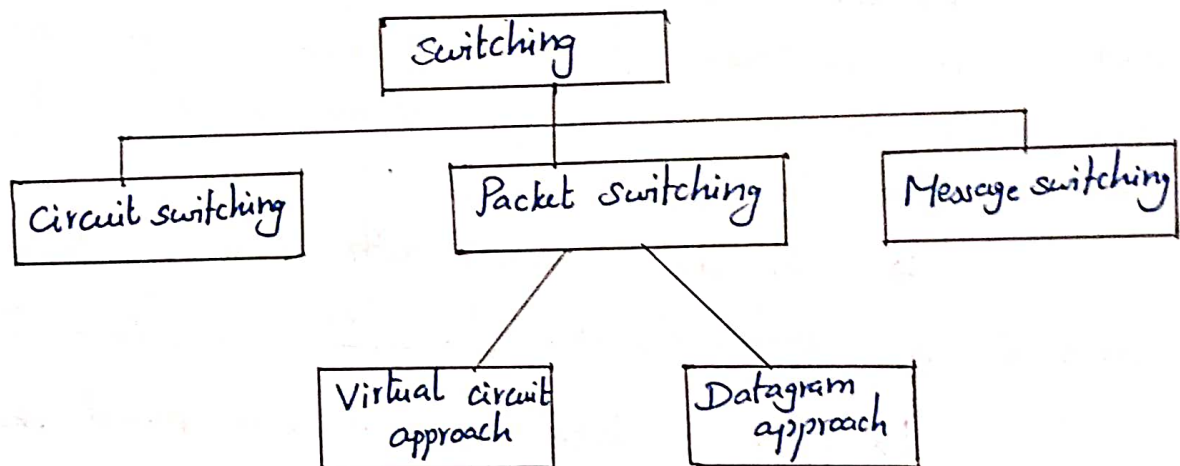 Switching
Circuit switching
Packet switching
Message switching
Virtual circuit
approach
Datagram
approach